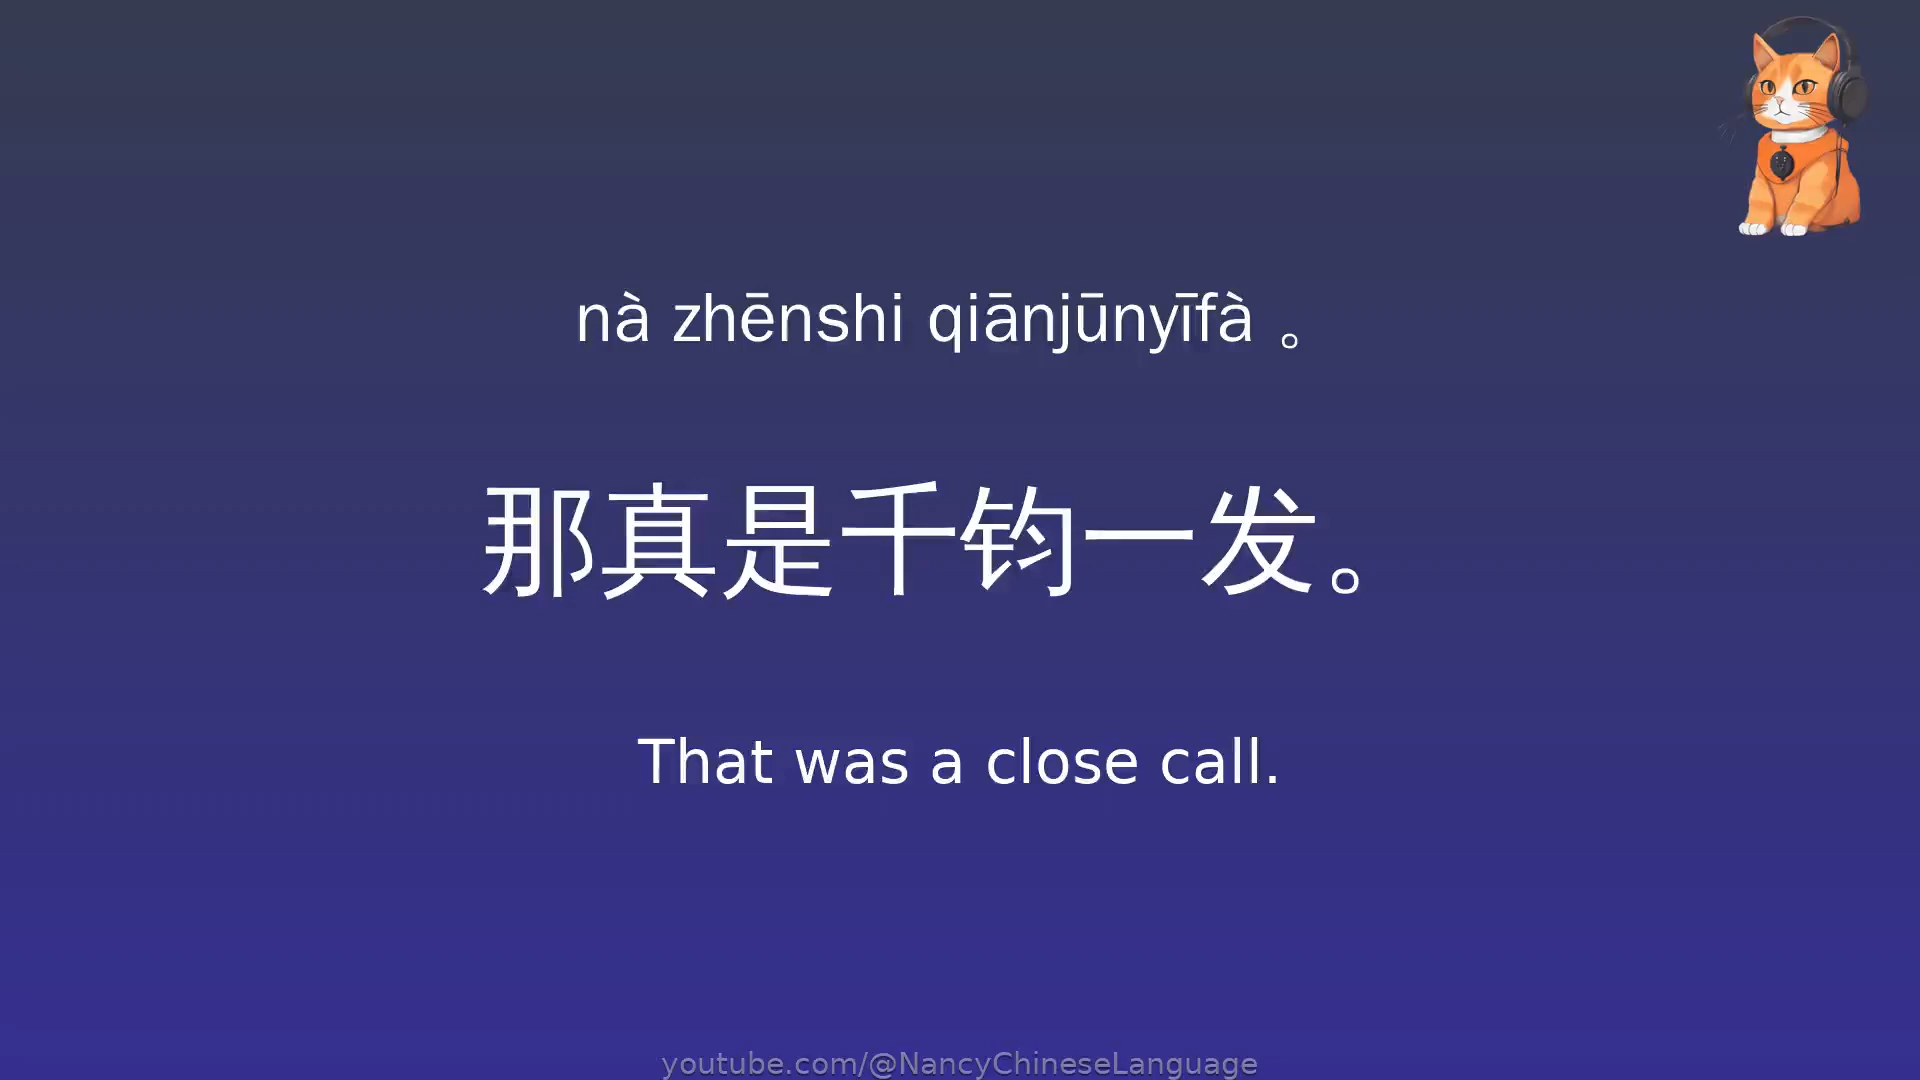 nà zhēnshi qiānjūnyīfà 。
那真是千钧一发。
That was a close call.
youtube.com/@NancyChineseLanguage